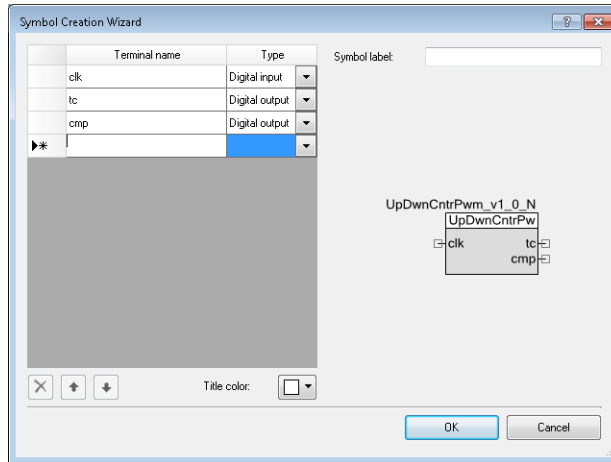 Symbol Creation Wizard
Terminal name Type
clk Digital input
tc Digital output
cmp Digital output
Symbol label:
UpDwnCntrPwm_v1_0_N
UpDwnCntrPw
clk tc
cmp
Title color:
OK Cancel